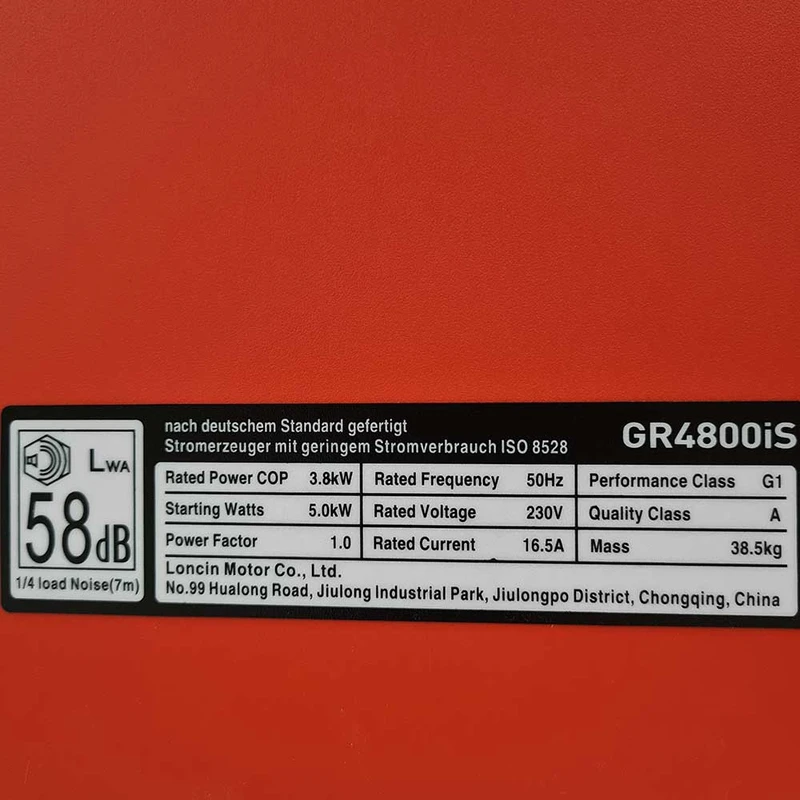 nach deutschem Standard gefertigt
Stromerzeuger mit geringem Stromverbrauch ISO 8528
GR4800iS
LWA
58dB
1/4 load Noise(7m)
Rated Power COP 3.8kW Rated Frequency 50Hz Performance Class G1
Starting Watts 5.0kW Rated Voltage 230V Quality Class A
Power Factor 1.0 Rated Current 16.5A Mass 38.5kg
Loncin Motor Co., Ltd.
No.99 Hualong Road, Jiulong Industrial Park, Jiulongpo District, Chongqing, China